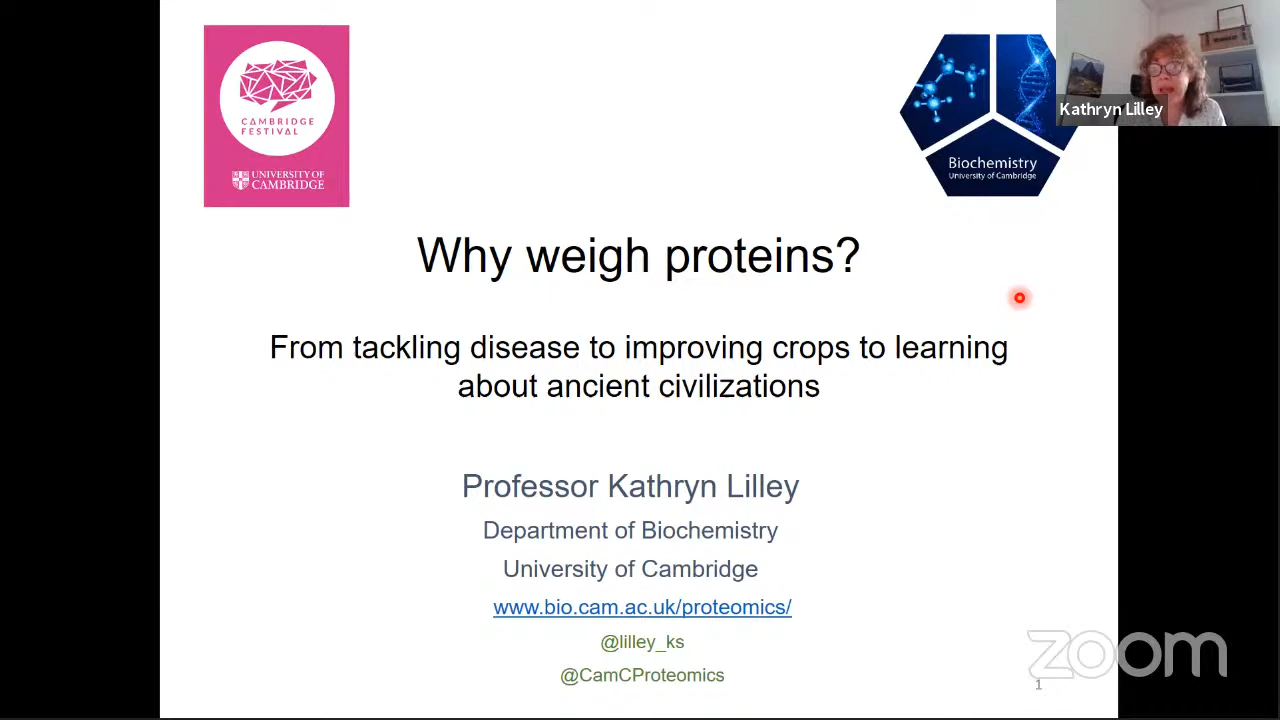 CAMBRIDGE
FESTIVAL
UNIVERSITY OF
CAMBRIDGE
Biochemistry
University of Cambridge
Kathryn Lilley
Why weigh proteins?
From tackling disease to improving crops to learning
about ancient civilizations
Professor Kathryn Lilley
Department of Biochemistry
University of Cambridge
www.bio.cam.ac.uk/proteomics/
@lilley_ks
@CamCProteomics
zoom
1